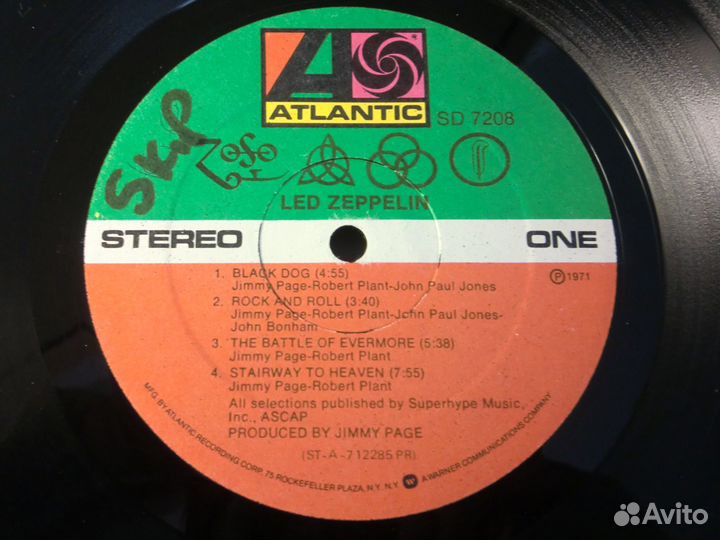 ATLANTIC
SD 7208
SKIP
LED ZEPPELIN
STEREO ONE
1. BLACK DOG (4:55)
Jimmy Page-Robert Plant-John Paul Jones
2. ROCK AND ROLL (3:40)
Jimmy Page-Robert Plant-John Paul Jones-
John Bonham
3. THE BATTLE OF EVERMORE (5:38)
Jimmy Page-Robert Plant
4. STAIRWAY TO HEAVEN (7:55)
Jimmy Page-Robert Plant
℗1971
All selections published by Superhype Music,
Inc., ASCAP
PRODUCED BY JIMMY PAGE
(ST-A-712285 PR)
MFG. BY ATLANTIC RECORDING CORP. 75 ROCKEFELLER PLAZA, N.Y. N.Y. A WARNER COMMUNICATIONS COMPANY
Avito